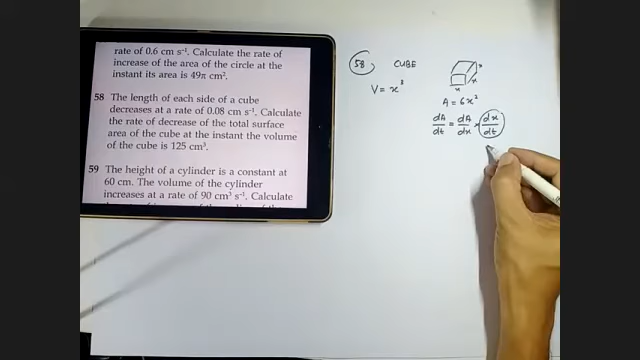 rate of 0.6 cm s⁻¹. Calculate the rate of
increase of the area of the circle at the
instant its area is 49π cm².
58 The length of each side of a cube
decreases at a rate of 0.08 cm s⁻¹. Calculate
the rate of decrease of the total surface
area of the cube at the instant the volume
of the cube is 125 cm³.
59 The height of a cylinder is a constant at
60 cm. The volume of the cylinder
increases at a rate of 90 cm³ s⁻¹. Calculate
58. CUBE
V = x³
x
x
x
A = 6x²
dA/dt = dA/dx × dx/dt